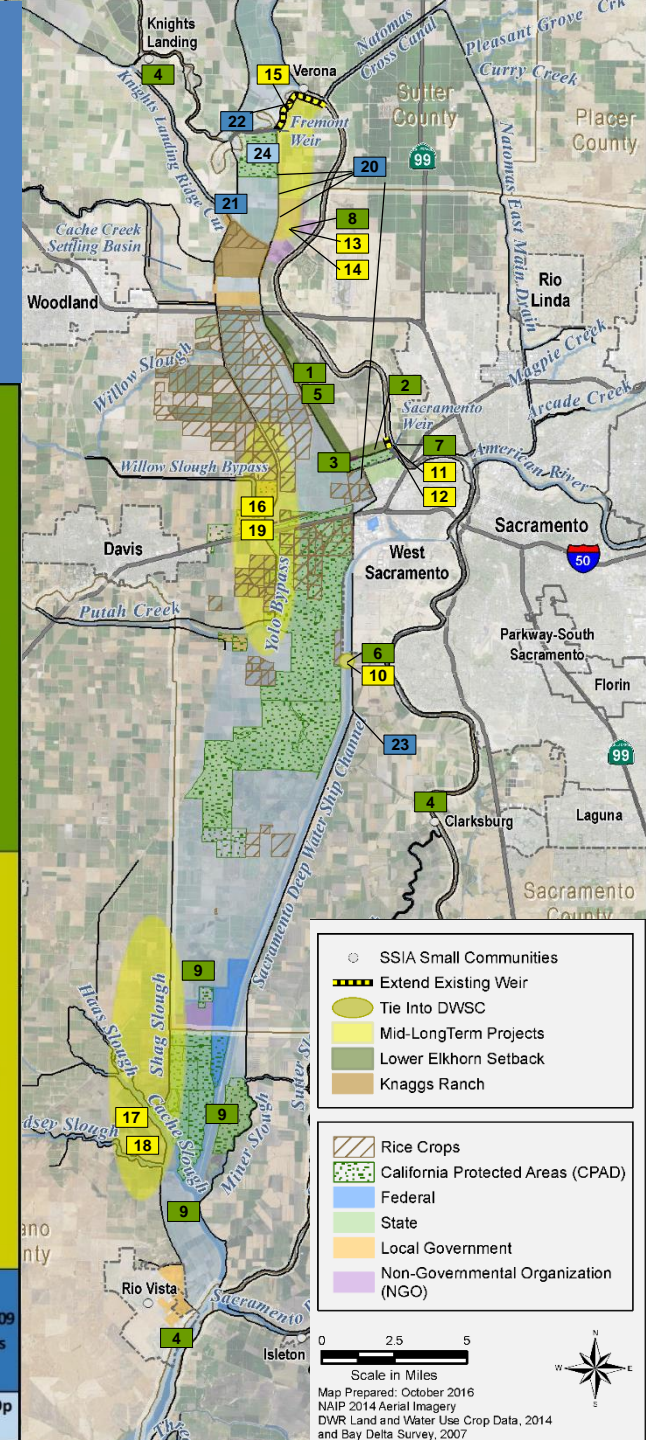 Knights
Landing
4
15
Verona
Natomas
Cross Canal
Pleasant Grove Crk
Curry Creek
Sutter
County
Placer
County
22
Fremont
Weir
24
20
99
Knights Landing Ridge Cut
21
8
13
14
Natomas East Main Drain
Cache Creek
Settling Basin
Woodland
Rio
Linda
Willow Slough
1
5
2
Magpie Creek
Arcade Creek
Sacramento
Weir
3
7
American River
Willow Slough Bypass
11
12
16
19
Sacramento
Davis
West
Sacramento
50
Yolo Bypass
Putah Creek
Parkway-South
Sacramento
6
10
Florin
23
99
Sacramento Deep Water Ship Channel
4
Clarksburg
Laguna
Sacramento
County
9
Haas Slough
Shag Slough
17
18
Cache Slough
9
Miner Slough
9
Rio Vista
4
Isleton
SSIA Small Communities
Extend Existing Weir
Tie Into DWSC
Mid-LongTerm Projects
Lower Elkhorn Setback
Knaggs Ranch
Rice Crops
California Protected Areas (CPAD)
Federal
State
Local Government
Non-Governmental Organization
(NGO)
0 2.5 5
Scale in Miles
N
W E
S
Map Prepared: October 2016
NAIP 2014 Aerial Imagery
DWR Land and Water Use Crop Data, 2014
and Bay Delta Survey, 2007